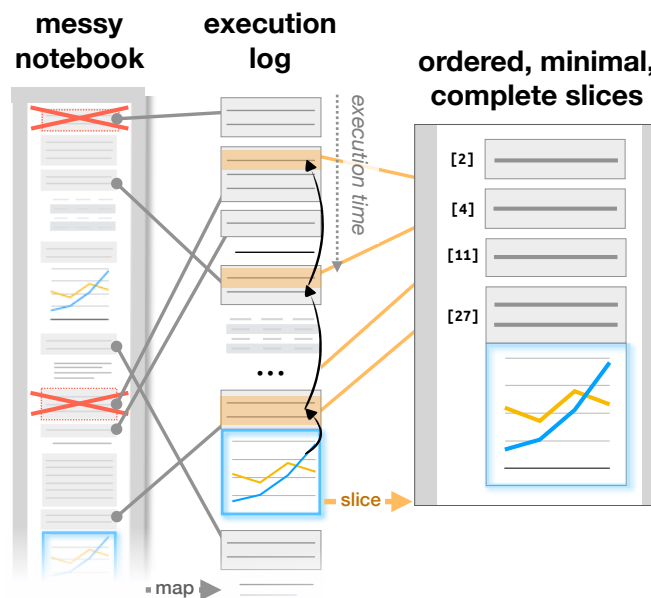 messy
notebook
execution
log
ordered, minimal,
complete slices
execution time
[2]
[4]
[11]
[27]
•••
slice
map